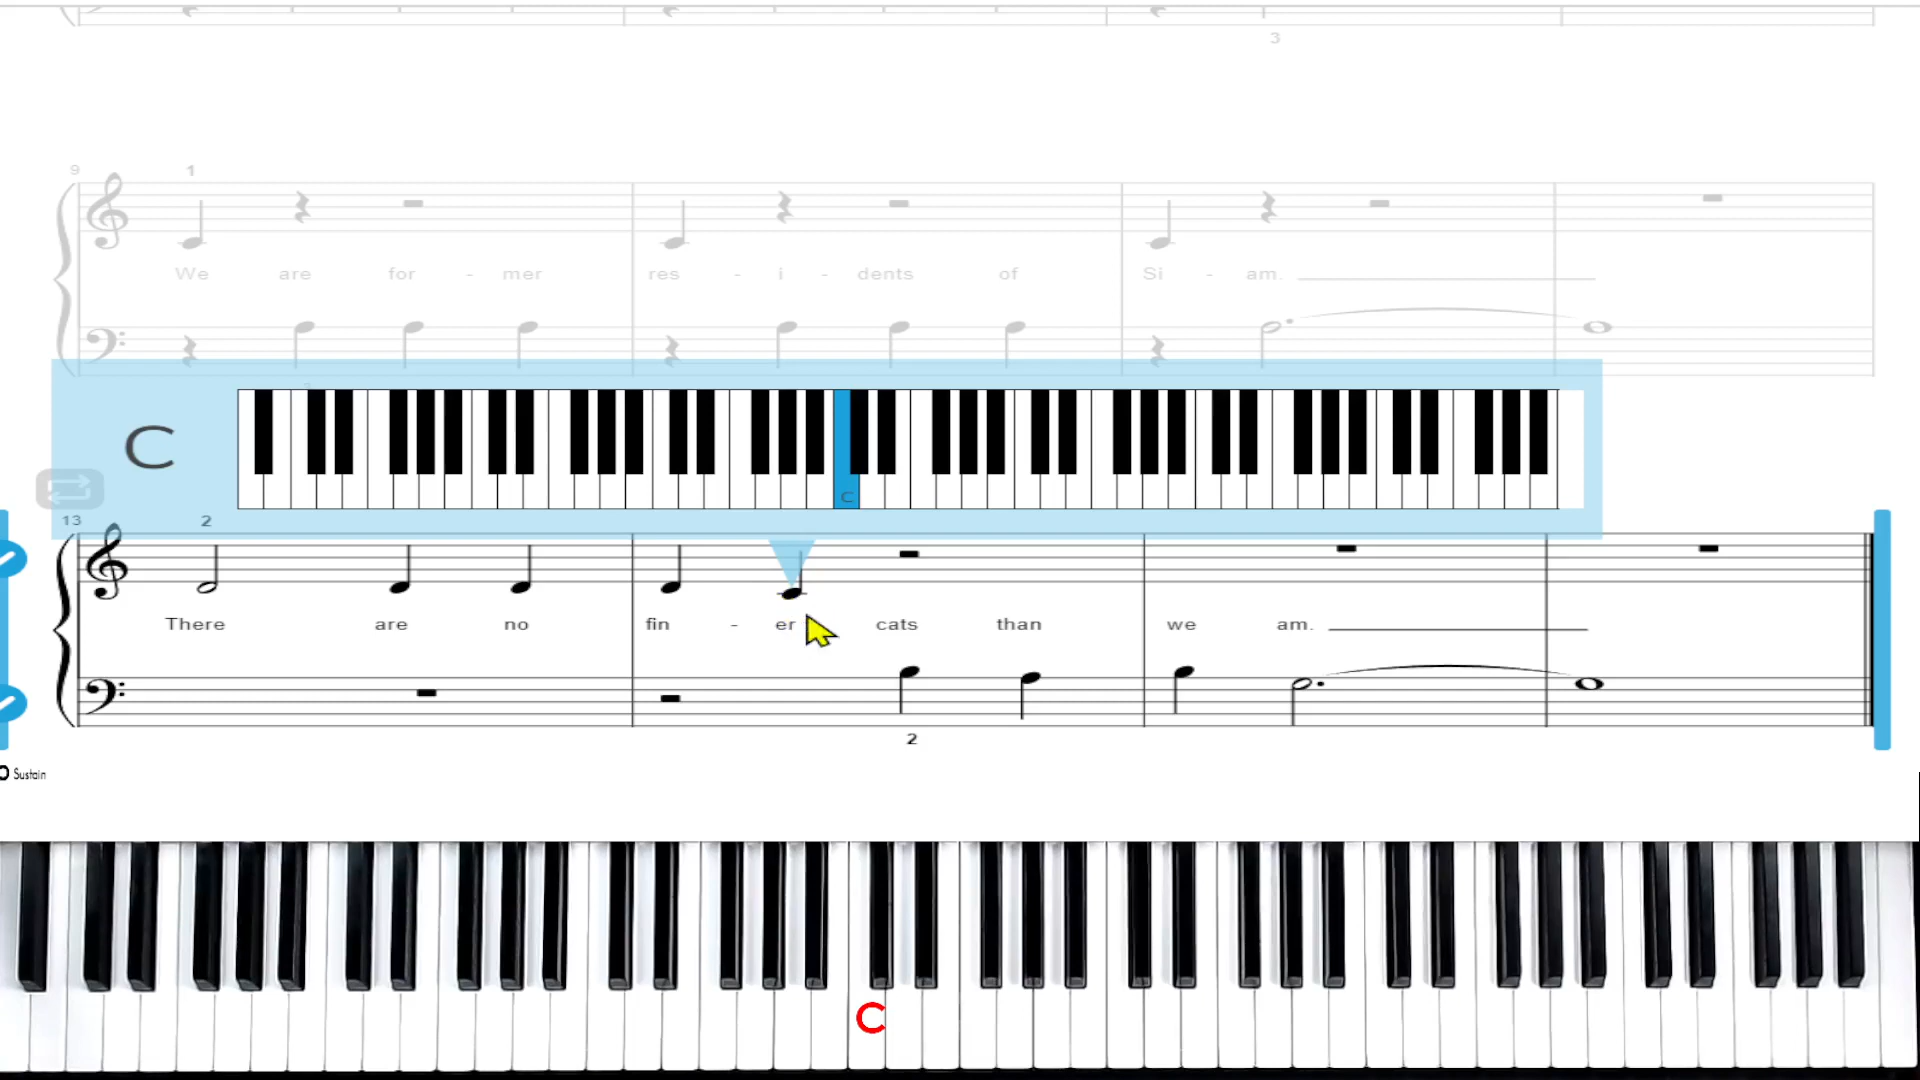 3
9 1
We are for - mer res - i - dents of Si - am.
C
C
13 2
There are no fin - er cats than we am.
2
Sustain
C